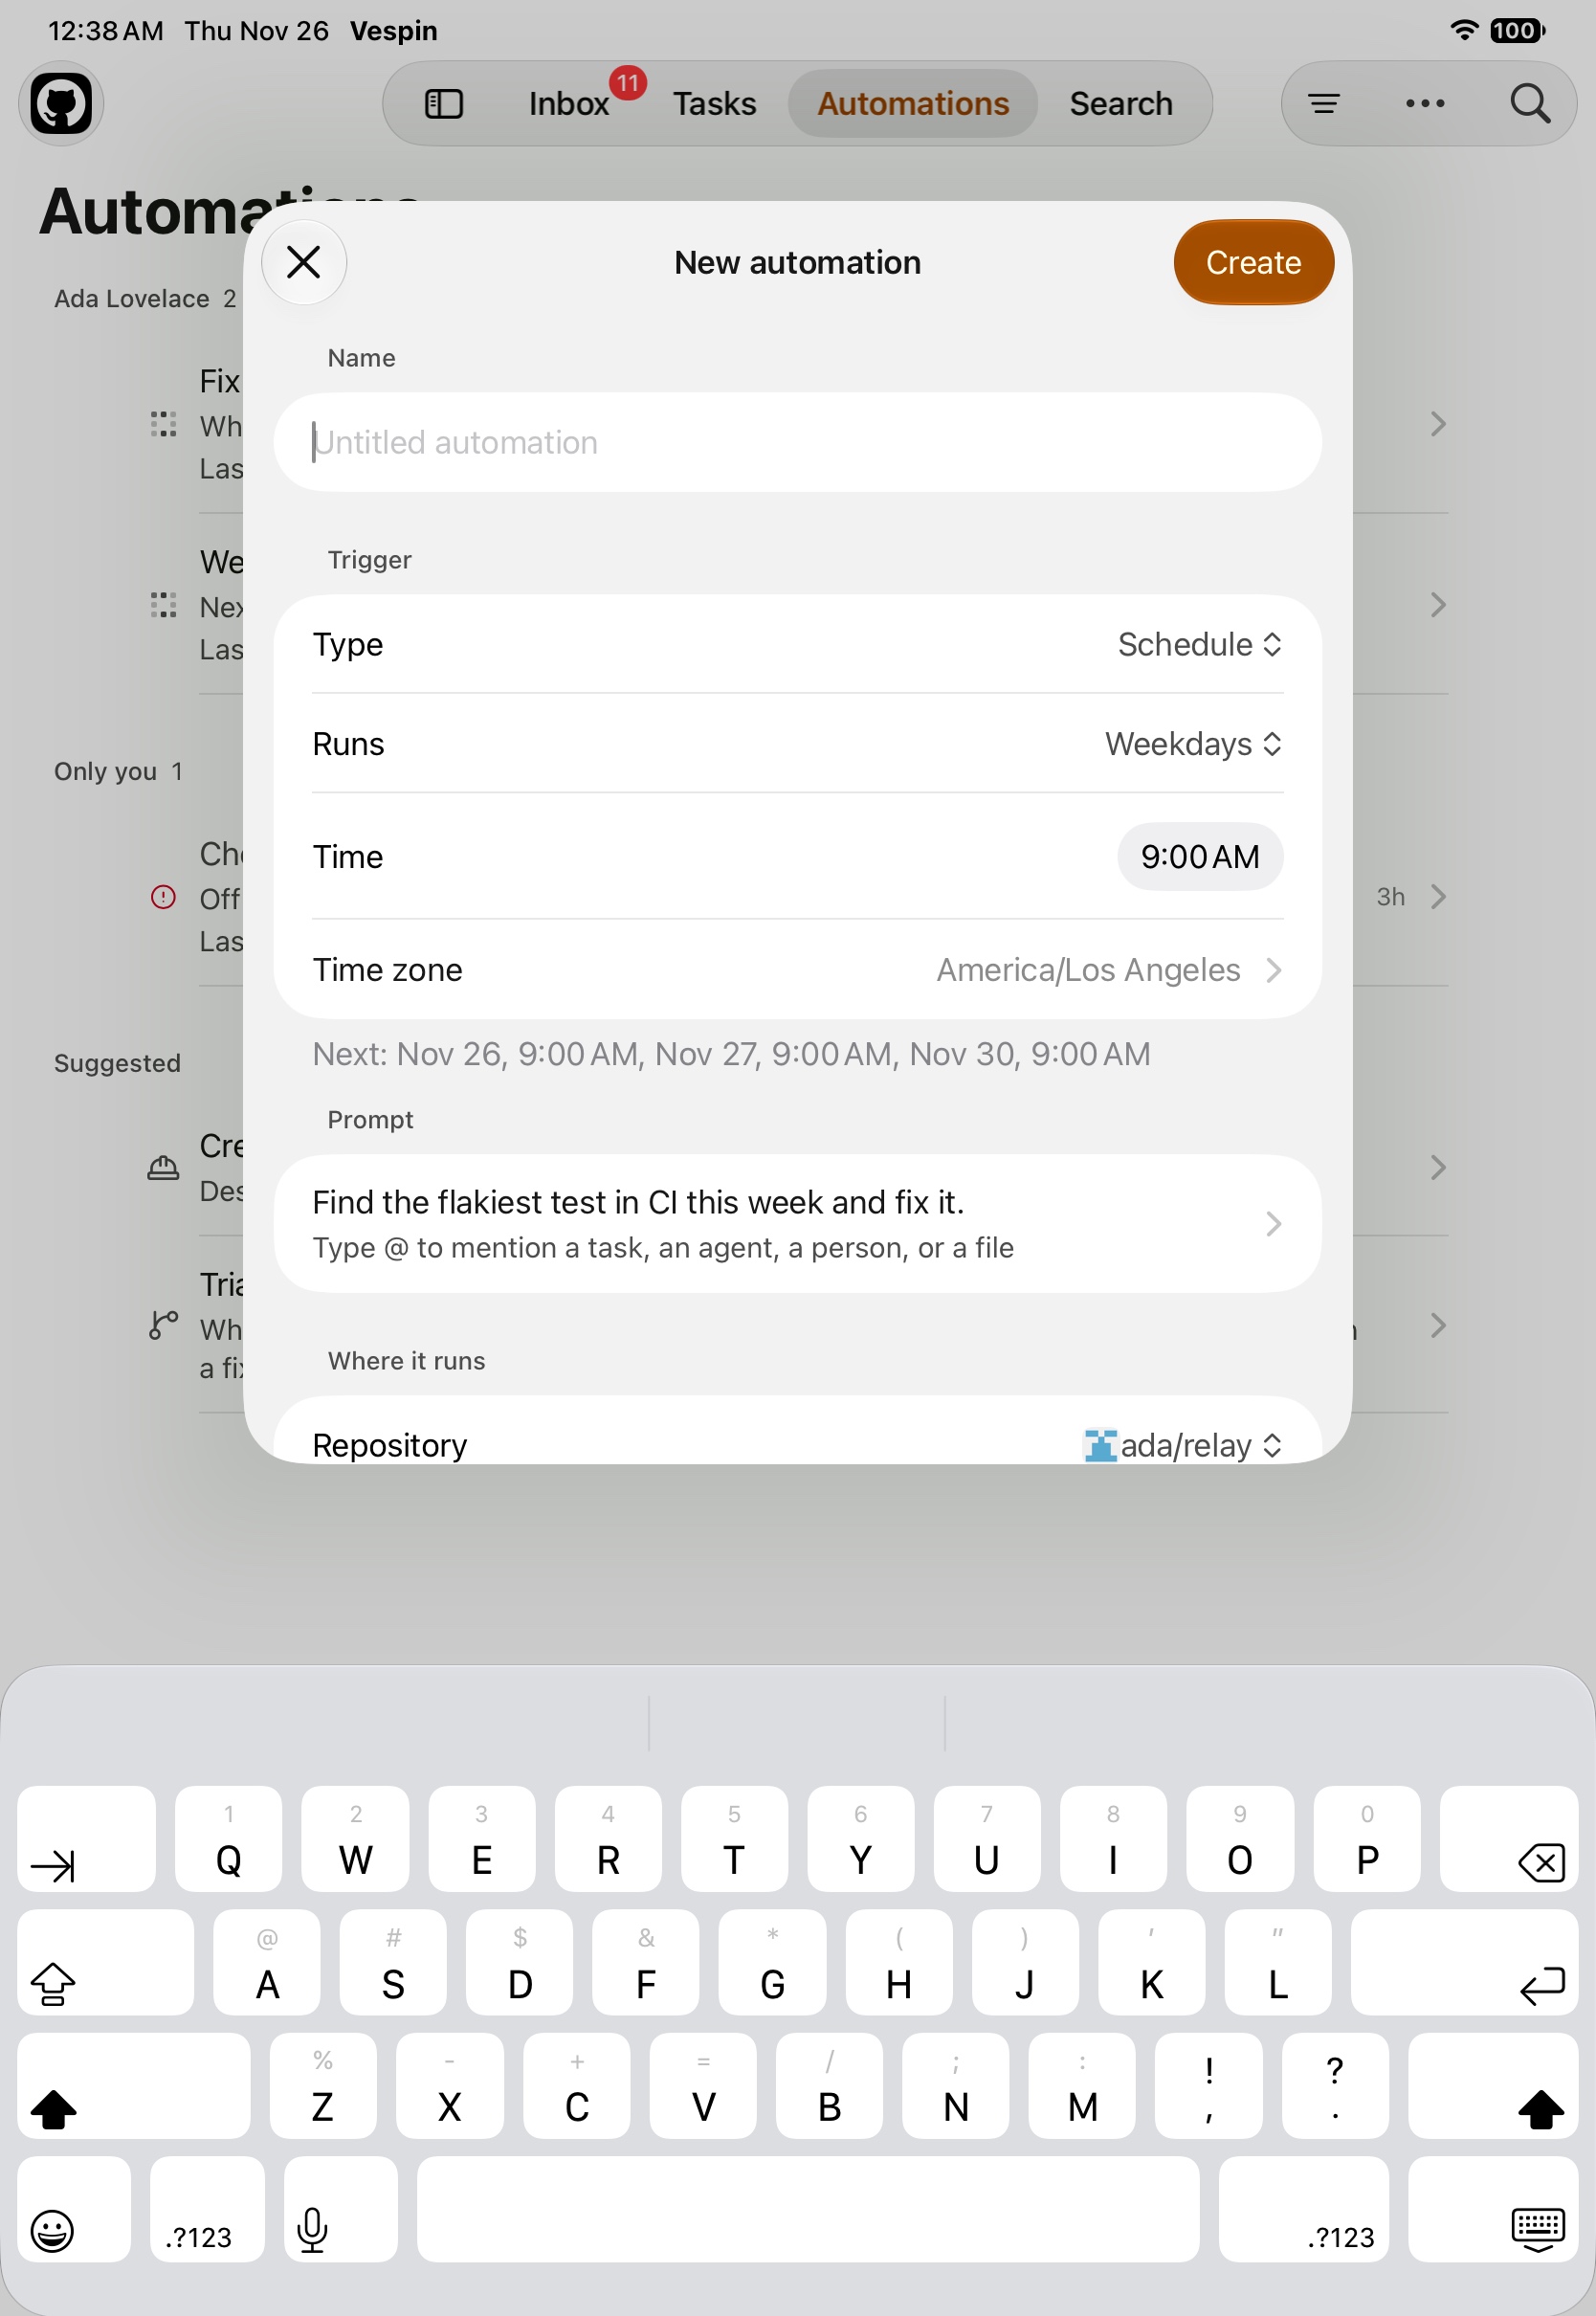 12:38 AM Thu Nov 26 Vespin
100
Inbox 11 Tasks Automations Search
Automations
Ada Lovelace 2
Fix
Wh
Las
We
Nex
Las
Only you 1
Off
Las
3h
Suggested
Cre
Des
Wh
a fix
New automation
Create
Name
Untitled automation
Trigger
Type Schedule
Runs Weekdays
Time 9:00 AM
Time zone America/Los Angeles
Next: Nov 26, 9:00 AM, Nov 27, 9:00 AM, Nov 30, 9:00 AM
Prompt
Find the flakiest test in CI this week and fix it.
Type @ to mention a task, an agent, a person, or a file
Where it runs
Repository ada/relay
1 2 3 4 5 6 7 8 9 0
Q W E R T Y U I O P
@ # $ & * ( ) ' "
A S D F G H J K L
% - + = / ; : ! ?
Z X C V B N M , .
.?123 .?123